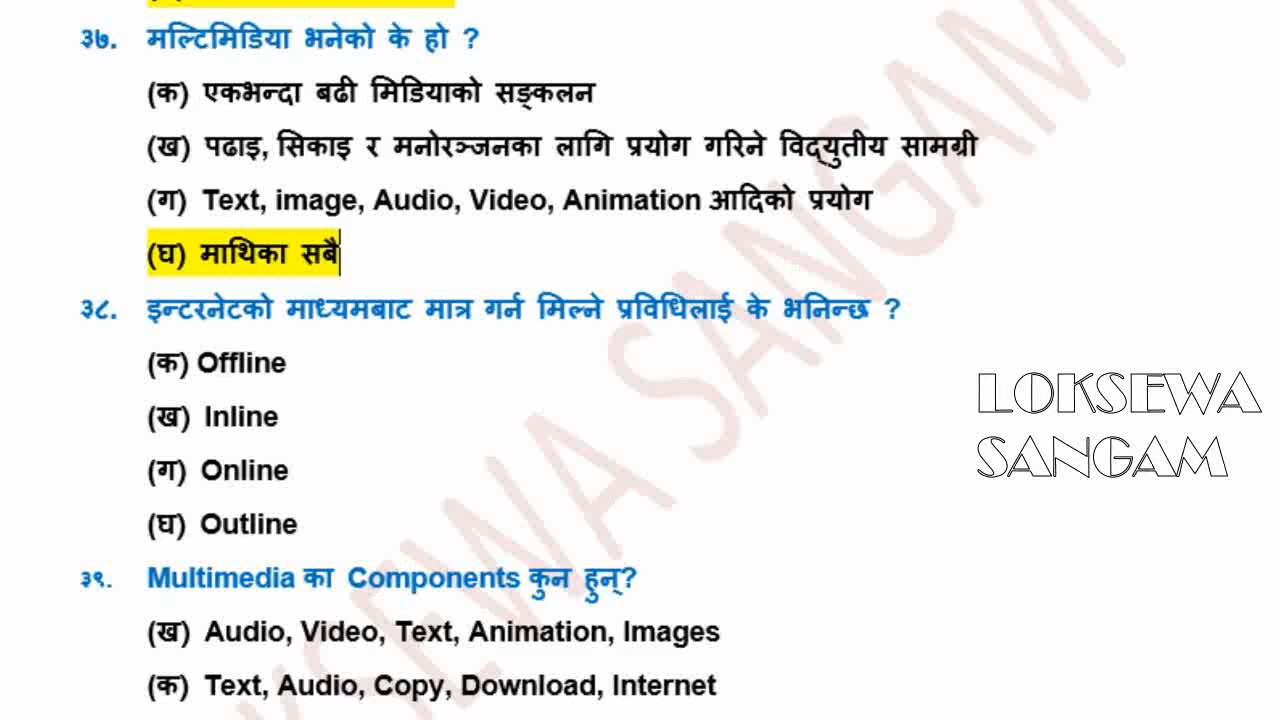 ३७. मल्टिमिडिया भनेको के हो ?
(क) एकभन्दा बढी मिडियाको सङ्कलन
(ख) पढाइ, सिकाइ र मनोरञ्जनका लागि प्रयोग गरिने विद्युतीय सामग्री
(ग) Text, image, Audio, Video, Animation आदिको प्रयोग
(घ) माथिका सबै
३८. इन्टरनेटको माध्यमबाट मात्र गर्न मिल्ने प्रविधिलाई के भनिन्छ ?
(क) Offline
(ख) Inline
(ग) Online
(घ) Outline
३९. Multimedia का Components कुन हुन्?
(ख) Audio, Video, Text, Animation, Images
(क) Text, Audio, Copy, Download, Internet
LOKSEWA
SANGAM
KSEWA SANGAM